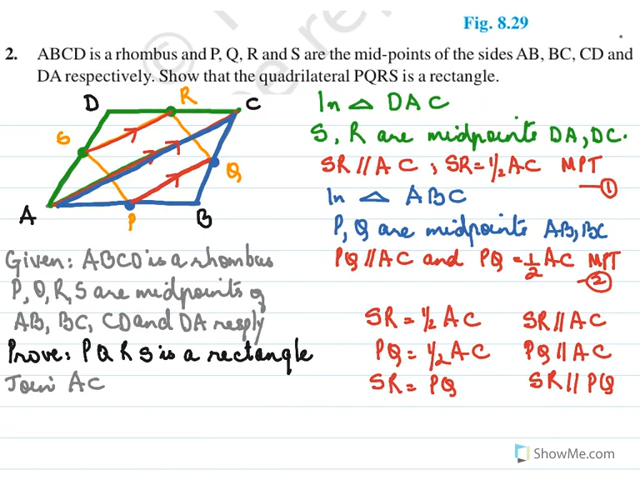 Fig. 8.29
2. ABCD is a rhombus and P, Q, R and S are the mid-points of the sides AB, BC, CD and
DA respectively. Show that the quadrilateral PQRS is a rectangle.
D R C
S Q
A P B
Given: ABCD is a rhombus
P, Q, R, S are midpoints of
AB, BC, CD and DA resply
Prove: PQRS is a rectangle
Join AC
In △ DAC
S, R are midpoints DA, DC.
SR // AC ; SR = 1/2 AC MPT
—①
In △ ABC
P, Q are midpoints AB, BC
PQ // AC and PQ = 1/2 AC MPT
—②
SR = 1/2 AC SR // AC
PQ = 1/2 AC PQ // AC
SR = PQ SR // PQ
ShowMe.com